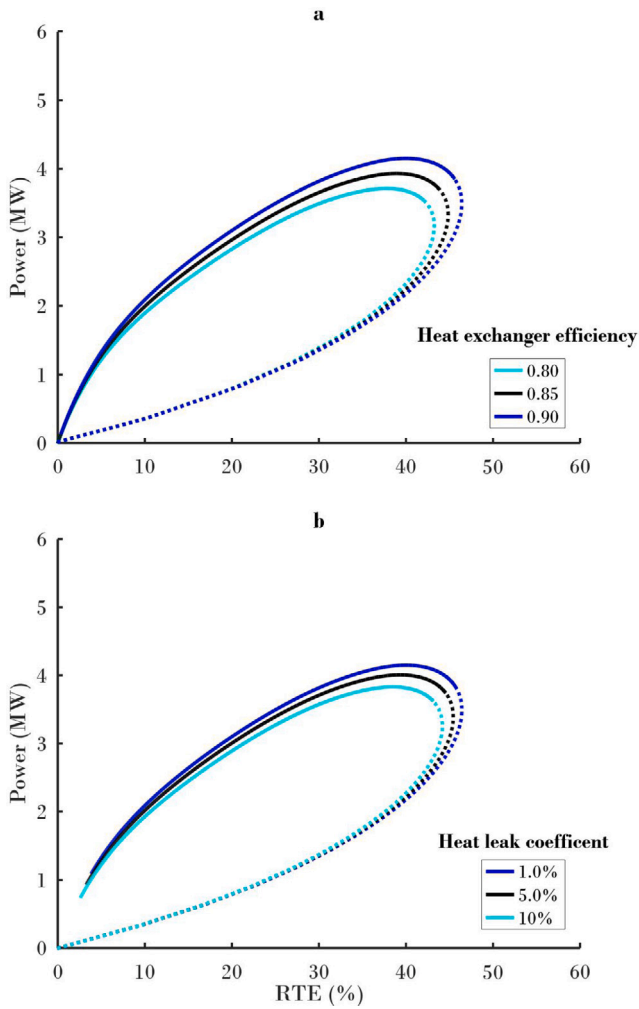 a
6
5
4
3
2
1
0
Power (MW)
Heat exchanger efficiency
0.80
0.85
0.90
0 10 20 30 40 50 60
b
6
5
4
3
2
1
0
Power (MW)
Heat leak coefficent
1.0%
5.0%
10%
0 10 20 30 40 50 60
RTE (%)